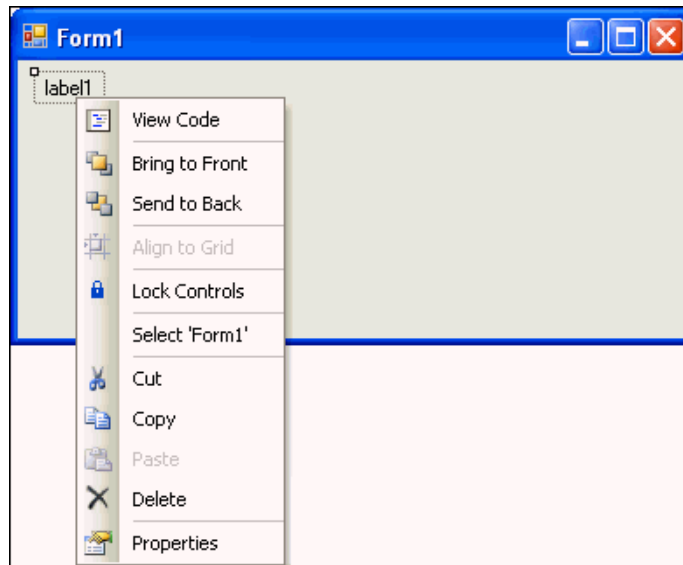 Form1
label1
View Code
Bring to Front
Send to Back
Align to Grid
Lock Controls
Select 'Form1'
Cut
Copy
Paste
Delete
Properties